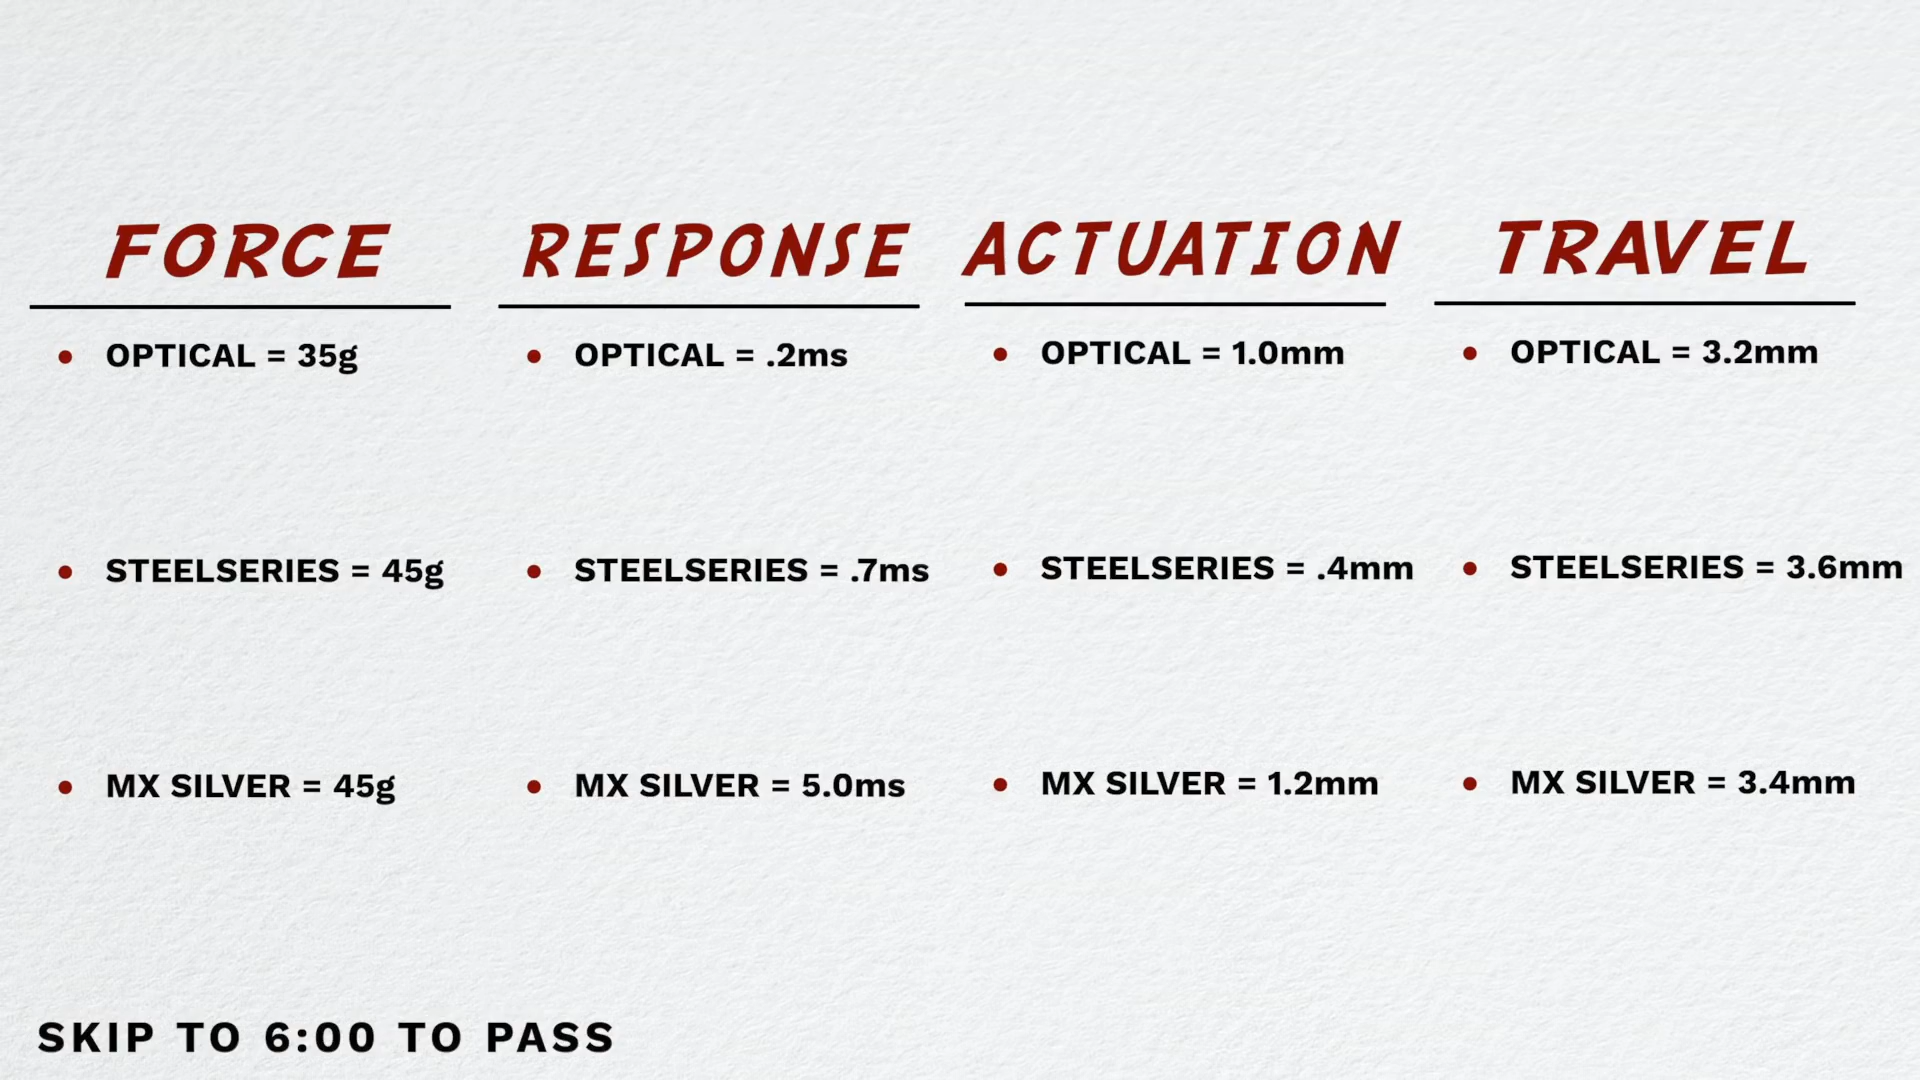 FORCE
OPTICAL = 35g
STEELSERIES = 45g
MX SILVER = 45g
RESPONSE
OPTICAL = .2ms
STEELSERIES = .7ms
MX SILVER = 5.0ms
ACTUATION
OPTICAL = 1.0mm
STEELSERIES = .4mm
MX SILVER = 1.2mm
TRAVEL
OPTICAL = 3.2mm
STEELSERIES = 3.6mm
MX SILVER = 3.4mm
SKIP TO 6:00 TO PASS